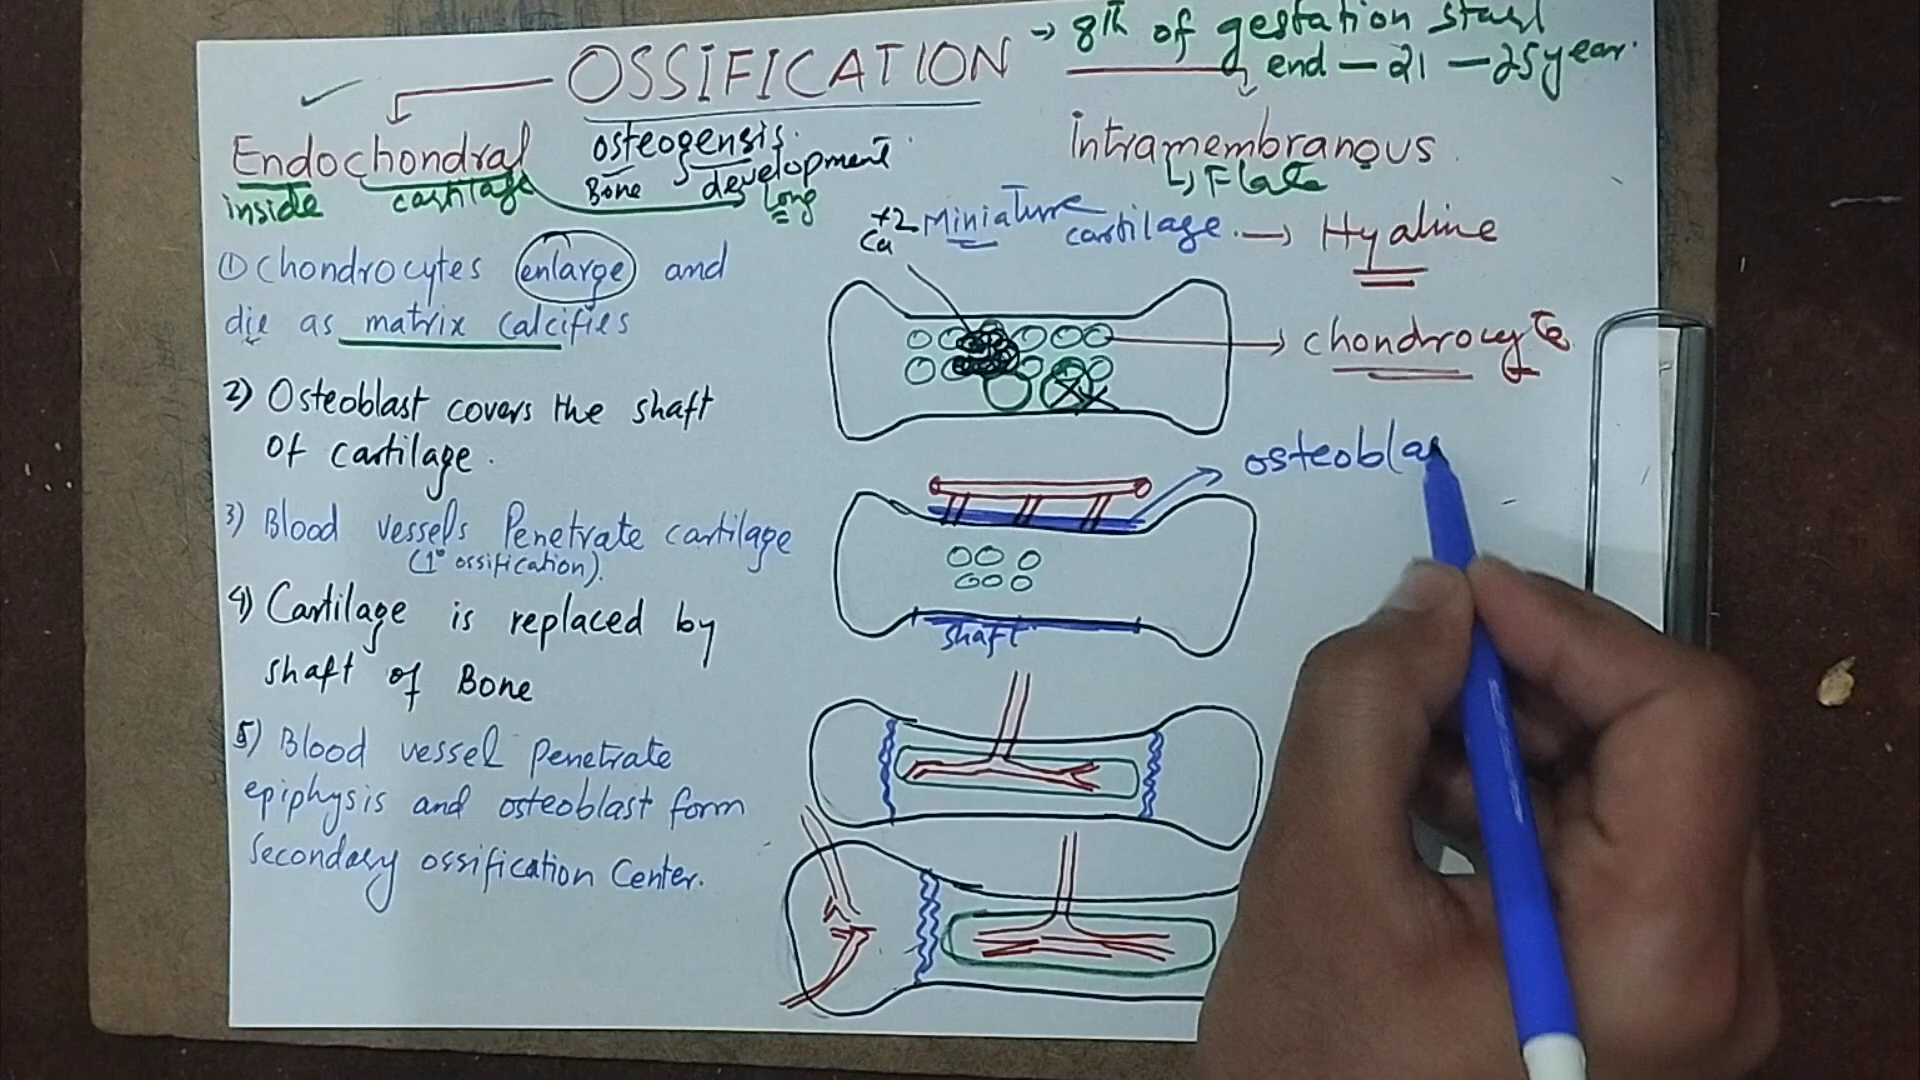 OSSIFICATION → 8th of gestation start
end - 21 - 25 year.
Endochondral
inside cartilage
osteogensis.
Bone development
Long
Intramembranous
↳ Flate
Ca +2
Miniature cartilage. → Hyaline
① Chondrocytes enlarge and
die as matrix calcifies
chondrocyte
2) Osteoblast covers the shaft
Of cartilage.
osteobla
3) Blood vessels Penetrate cartilage
(1° ossification).
shaft
4) Cartilage is replaced by
shaft of Bone
5) Blood vessel penetrate
epiphysis and osteoblast form
Secondary ossification Center.